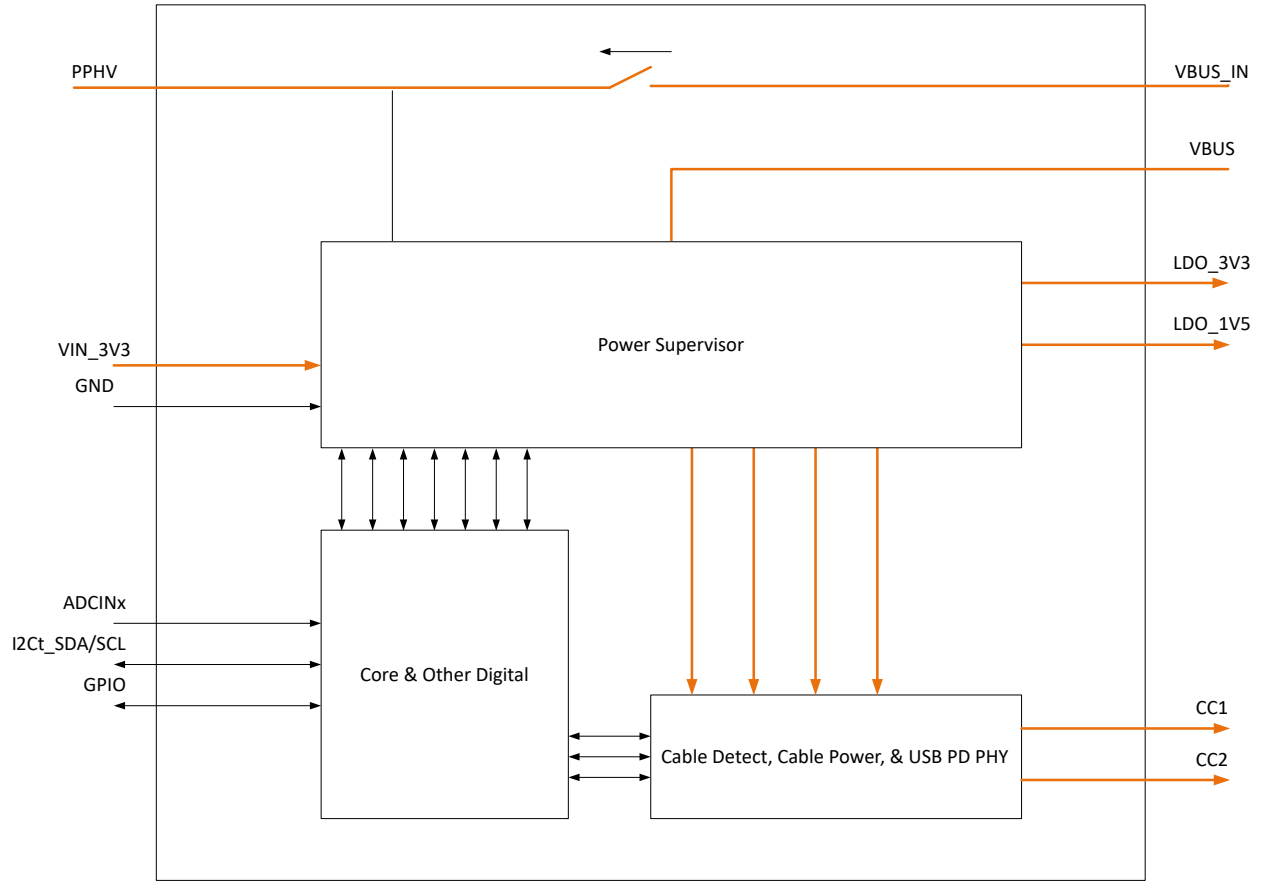 PPHV
VBUS_IN
VBUS
LDO_3V3
LDO_1V5
Power Supervisor
VIN_3V3
GND
ADCINx
I2Ct_SDA/SCL
GPIO
Core & Other Digital
CC1
CC2
Cable Detect, Cable Power, & USB PD PHY